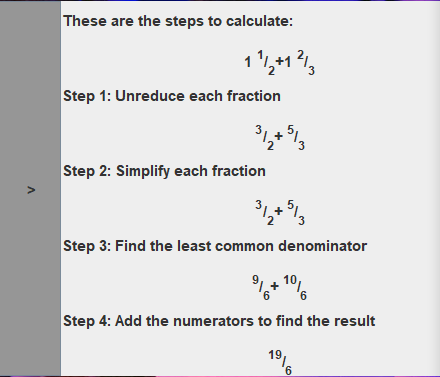 These are the steps to calculate:
1 1/2+1 2/3
Step 1: Unreduce each fraction
3/2+ 5/3
Step 2: Simplify each fraction
3/2+ 5/3
>
Step 3: Find the least common denominator
9/6+ 10/6
Step 4: Add the numerators to find the result
19/6